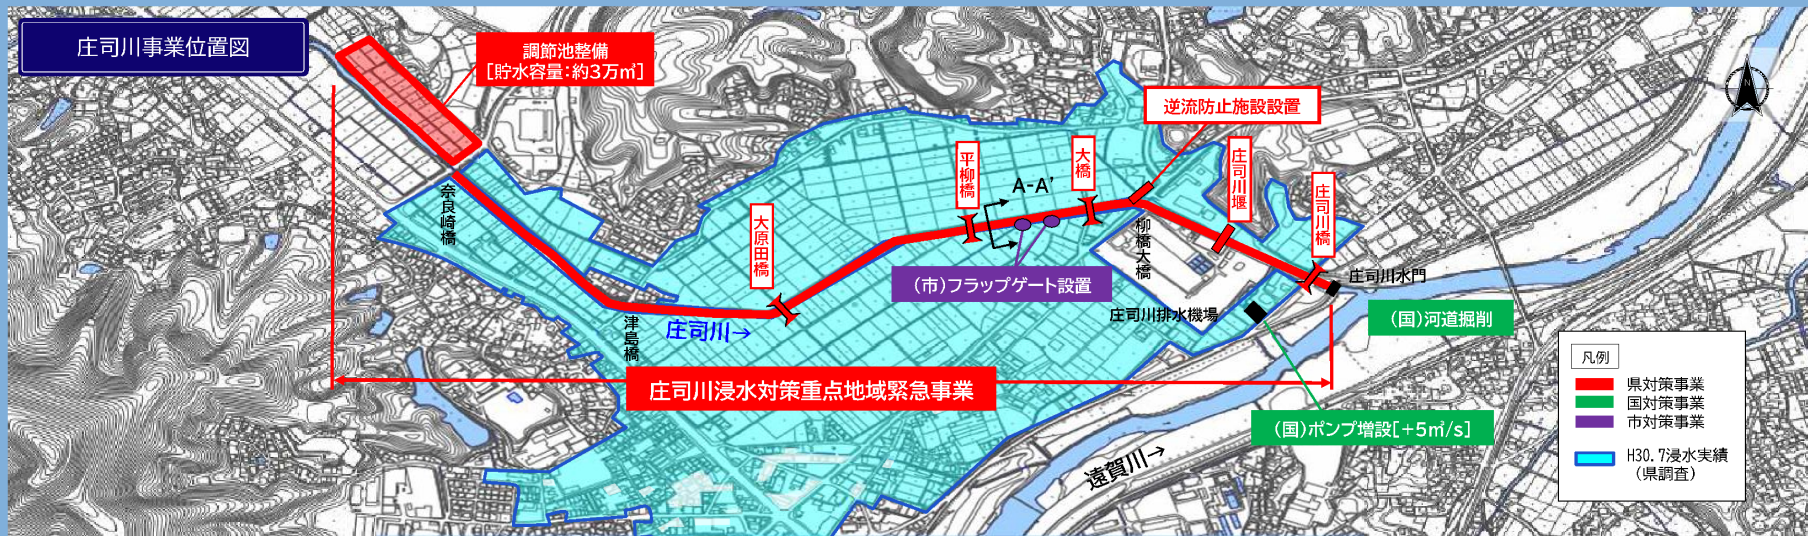 庄司川事業位置図
調節池整備
[貯水容量:約3万㎥]
逆流防止施設設置
平柳橋
A-A'
大橋
庄司川堰
庄司川橋
奈良崎橋
大原田橋
柳橋大橋
(市)フラップゲート設置
庄司川水門
庄司川排水機場
(国)河道掘削
津島橋
庄司川→
庄司川浸水対策重点地域緊急事業
(国)ポンプ増設[+5㎥/s]
遠賀川→
N
凡例
県対策事業
国対策事業
市対策事業
H30.7浸水実績
(県調査)